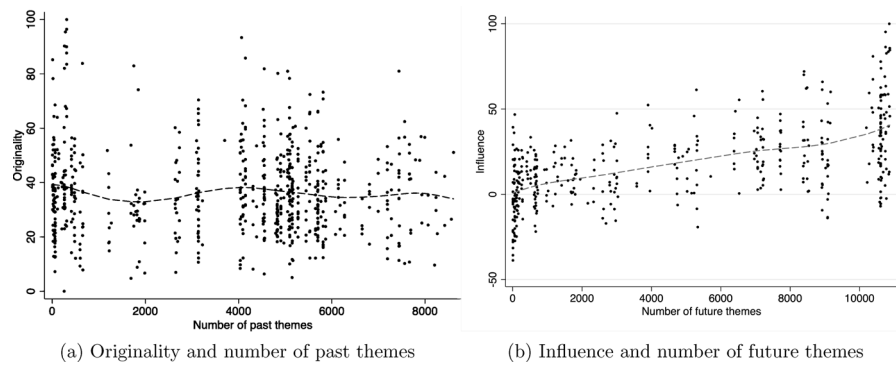 100
80
60
40
20
0
Originality
0 2000 4000 6000 8000
Number of past themes
(a) Originality and number of past themes
100
50
0
-50
Influence
0 2000 4000 6000 8000 10000
Number of future themes
(b) Influence and number of future themes